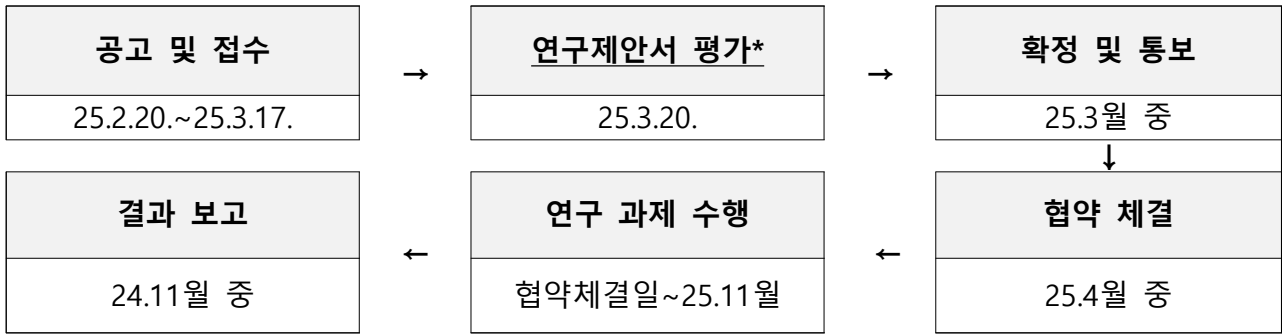 공고 및 접수
25.2.20.~25.3.17.
→
연구제안서 평가*
25.3.20.
→
확정 및 통보
25.3월 중
↓
협약 체결
25.4월 중
←
연구 과제 수행
협약체결일~25.11월
←
결과 보고
24.11월 중